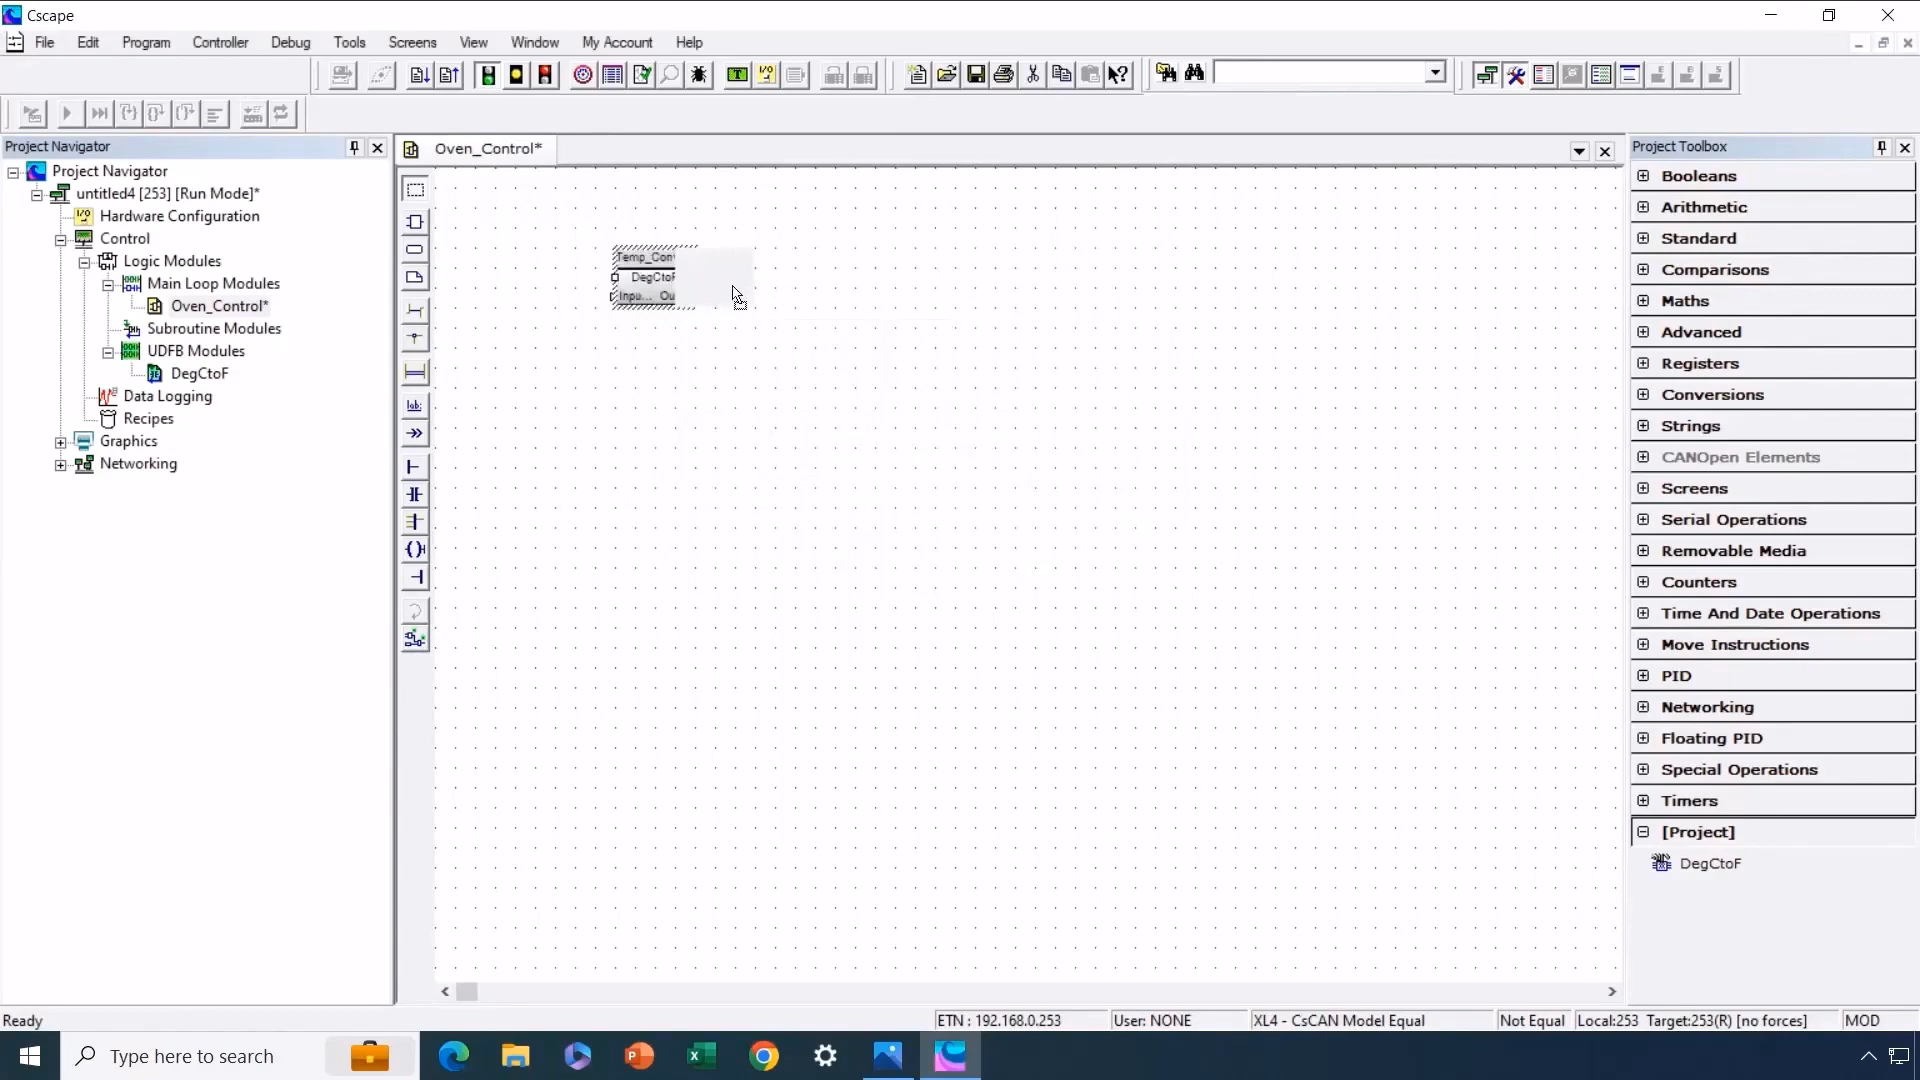 Cscape
File Edit Program Controller Debug Tools Screens View Window My Account Help
Project Navigator
Project Navigator
untitled4 [253] [Run Mode]*
Hardware Configuration
Control
Logic Modules
Main Loop Modules
Oven_Control*
Subroutine Modules
UDFB Modules
DegCtoF
Data Logging
Recipes
Graphics
Networking
Oven_Control*
Temp_Con
DegCtoF
Inpu... Ou
Project Toolbox
Booleans
Arithmetic
Standard
Comparisons
Maths
Advanced
Registers
Conversions
Strings
CANOpen Elements
Screens
Serial Operations
Removable Media
Counters
Time And Date Operations
Move Instructions
PID
Networking
Floating PID
Special Operations
Timers
[Project]
DegCtoF
Ready ETN : 192.168.0.253 User: NONE XL4 - CsCAN Model Equal Not Equal Local:253 Target:253(R) [no forces] MOD
Type here to search